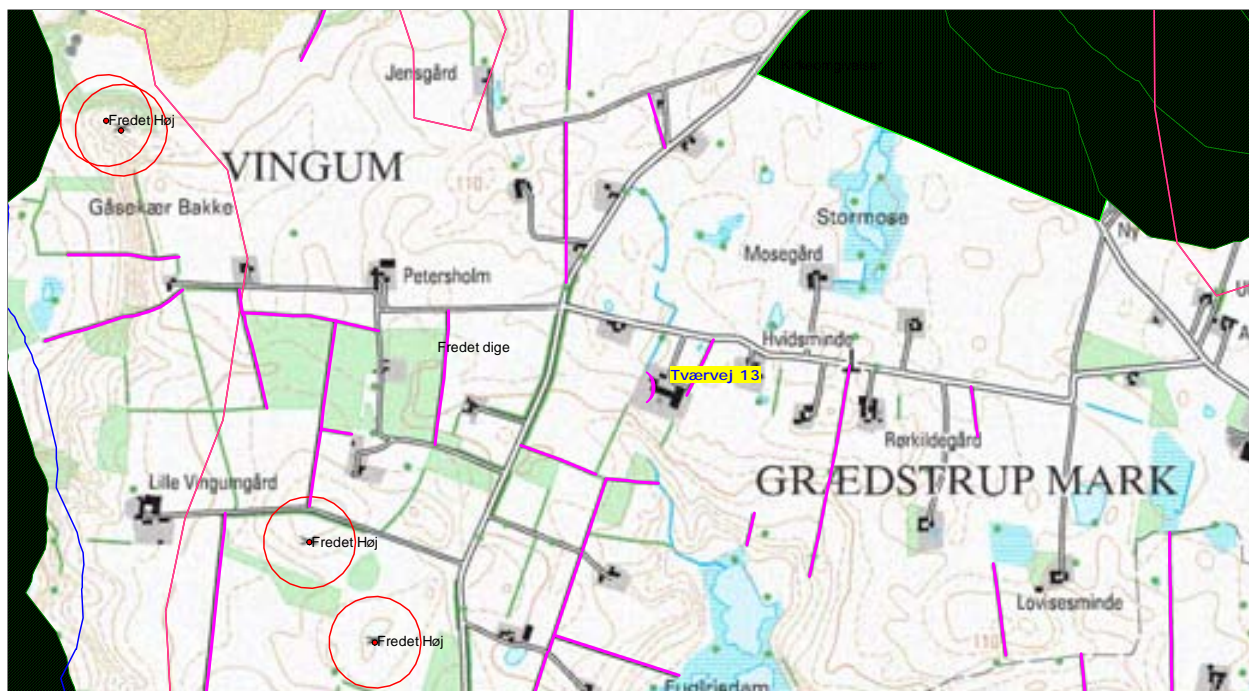 Jensgård
Fredet Høj
VINGUM
110
Gåsekær Bakke
Stormose
Ny
Mosegård
Petersholm
Hvidsminde
Fredet dige
Tværvej 13
Rørkildegård
Lille Vingumgård
GRÆDSTRUP MARK
Fredet Høj
Lovisesminde
110
Fredet Høj